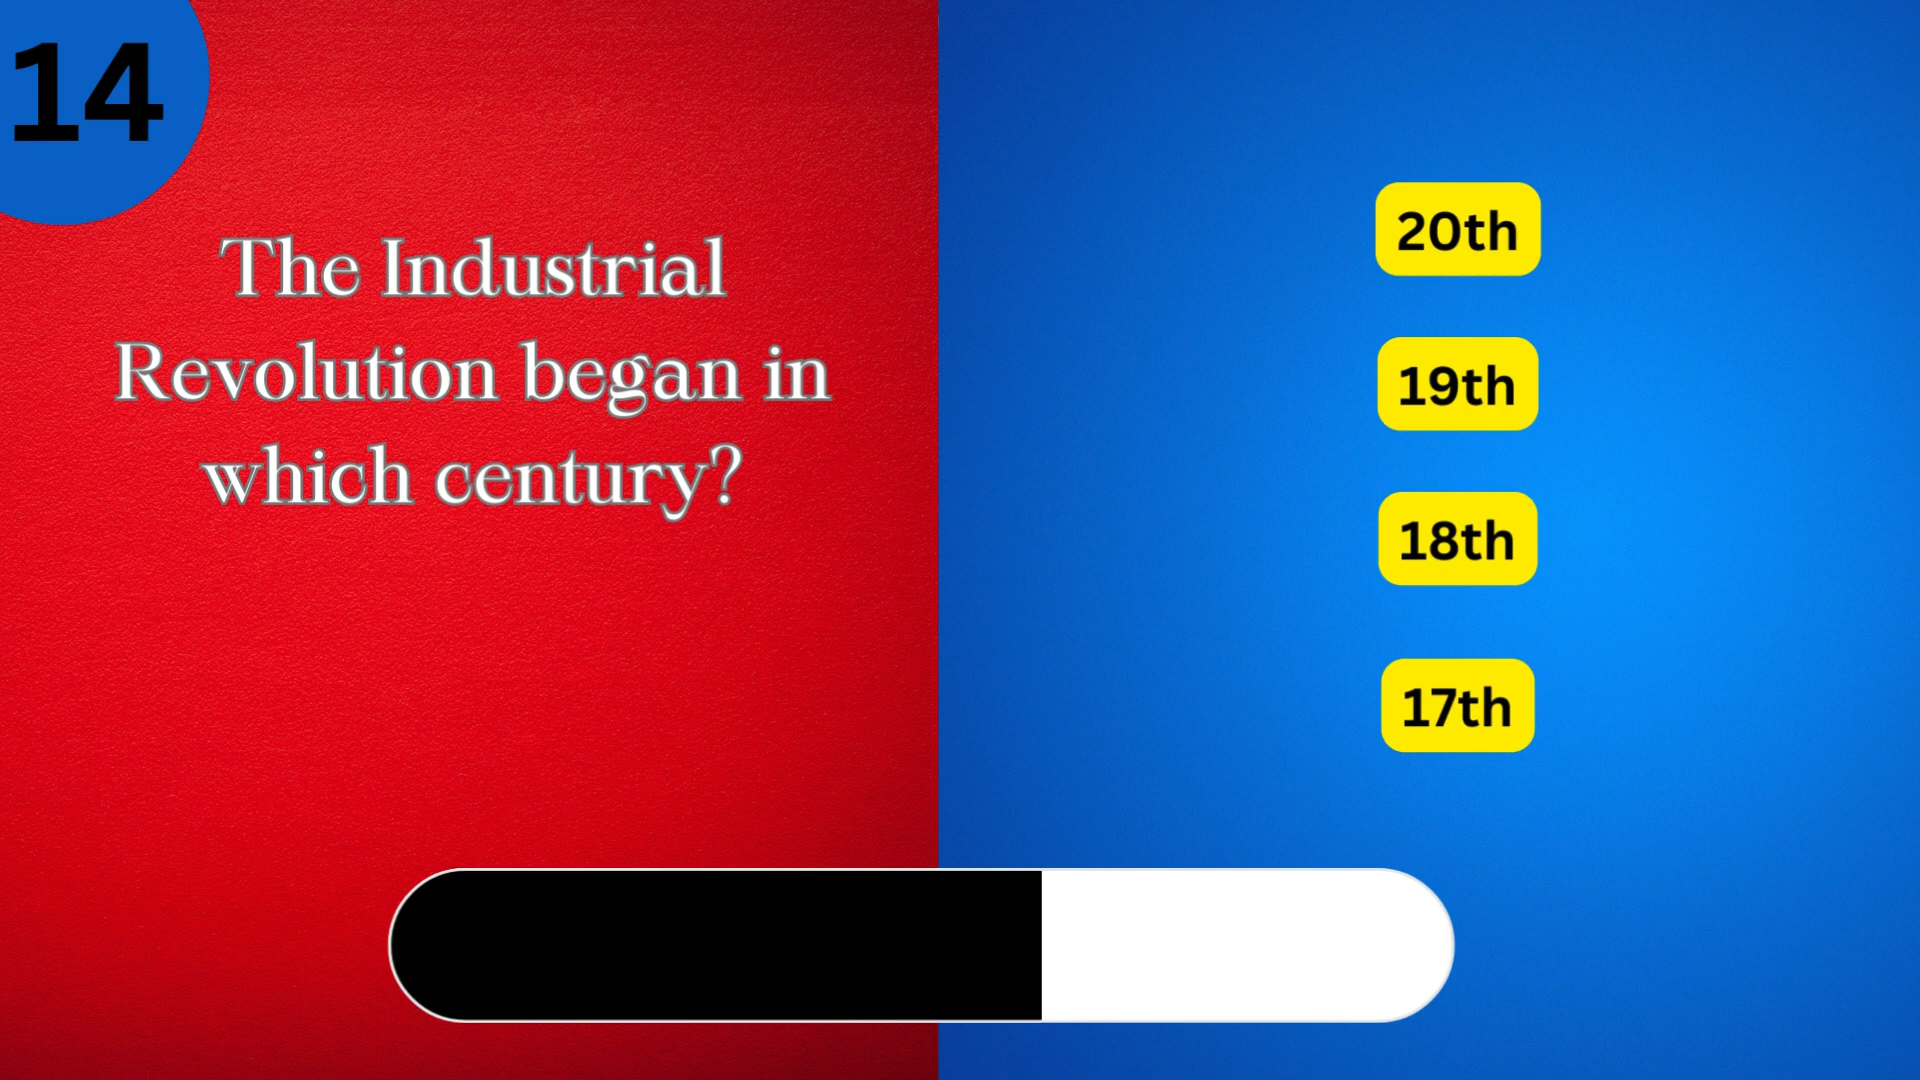 14
The Industrial
Revolution began in
which century?
20th
19th
18th
17th